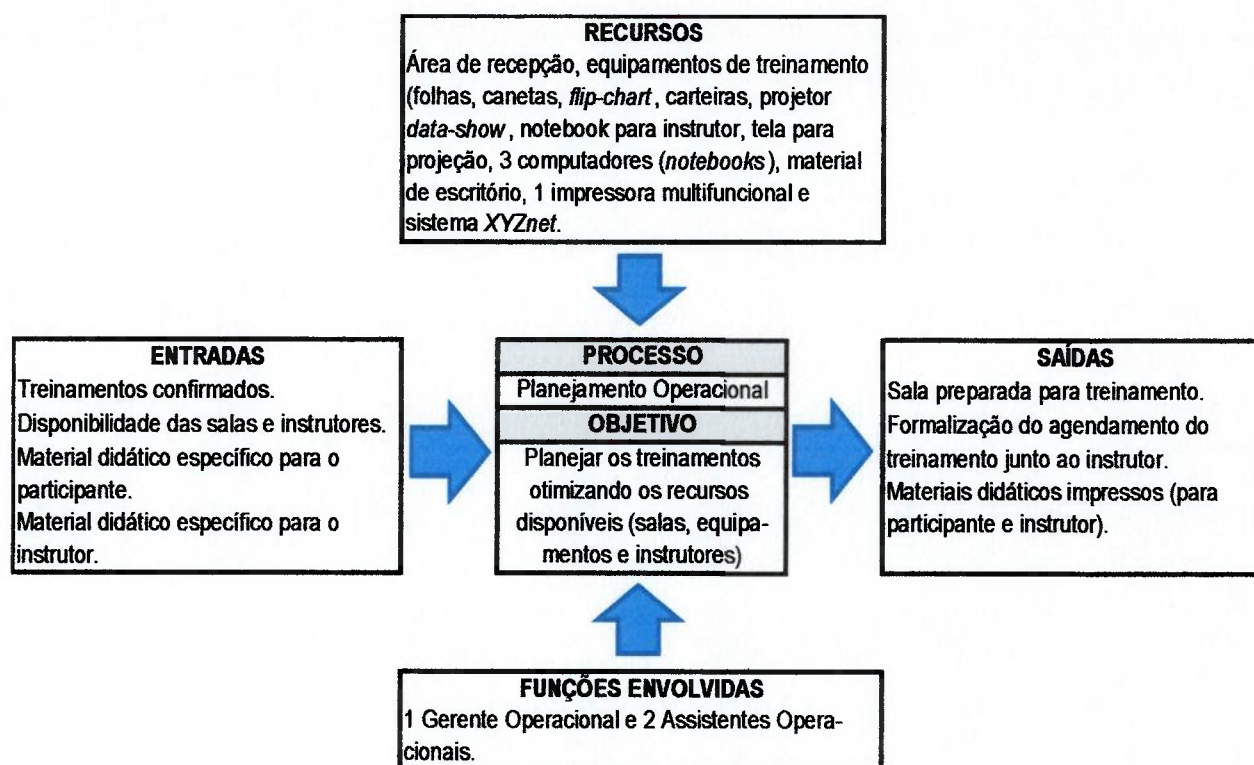 RECURSOS
Área de recepção, equipamentos de treinamento
(folhas, canetas, flip-chart, carteiras, projetor
data-show, notebook para instrutor, tela para
projeção, 3 computadores (notebooks), material
de escritório, 1 impressora multifuncional e
sistema XYZnet.
ENTRADAS
Treinamentos confirmados.
Disponibilidade das salas e instrutores.
Material didático específico para o
participante.
Material didático específico para o
instrutor.
PROCESSO
Planejamento Operacional
OBJETIVO
Planejar os treinamentos
otimizando os recursos
disponíveis (salas, equipa-
mentos e instrutores)
SAÍDAS
Sala preparada para treinamento.
Formalização do agendamento do
treinamento junto ao instrutor.
Materiais didáticos impressos (para
participante e instrutor).
FUNÇÕES ENVOLVIDAS
1 Gerente Operacional e 2 Assistentes Opera-
cionais.